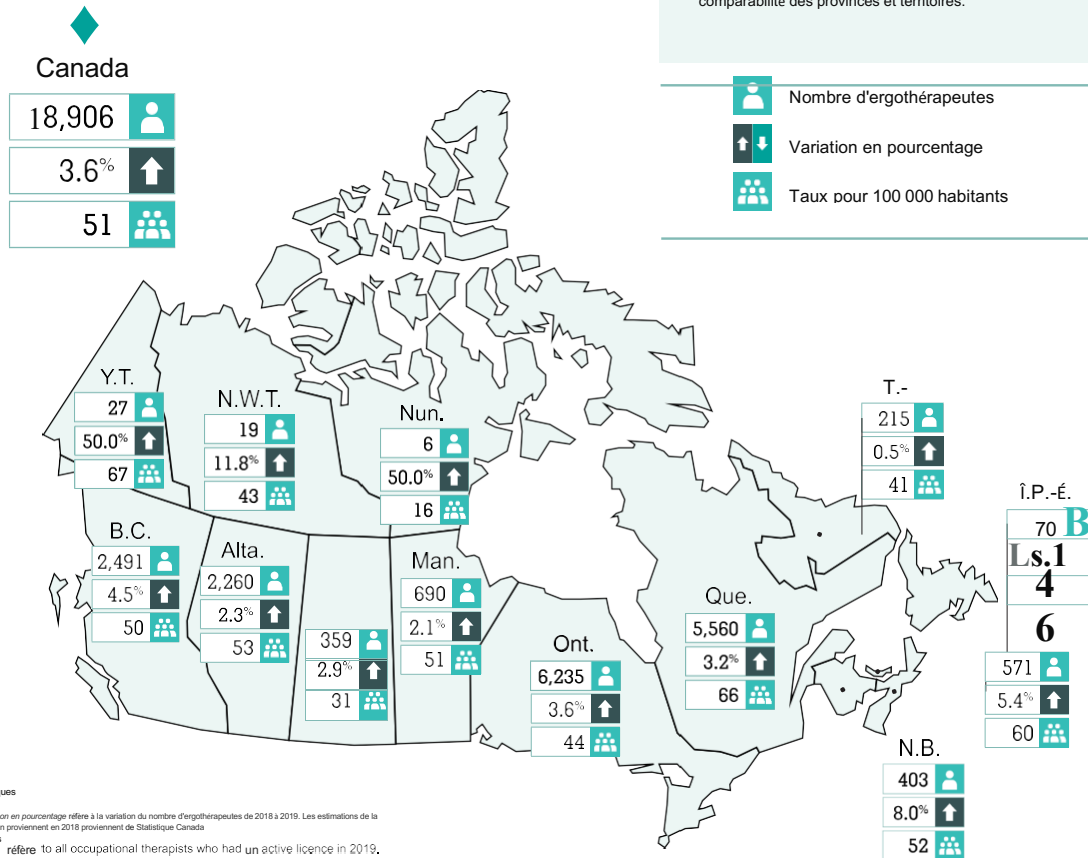 comparabilité des provinces et territoires.
Canada
18,906
3.6%
51
Nombre d'ergothérapeutes
Variation en pourcentage
Taux pour 100 000 habitants
Y.T.
27
50.0%
67
N.W.T.
19
11.8%
43
Nun.
6
50.0%
16
T.-
215
0.5%
41
Î.P.-É.
70 B
Ls.1
4
6
B.C.
2,491
4.5%
50
Alta.
2,260
2.3%
53
359
2.9%
31
Man.
690
2.1%
51
Ont.
6,235
3.6%
44
Que.
5,560
3.2%
66
571
5.4%
60
N.B.
403
8.0%
52
ques
on en pourcentage réfère à la variation du nombre d'ergothérapeutes de 2018 à 2019. Les estimations de la
n proviennent en 2018 proviennent de Statistique Canada
s
réfère to all occupational therapists who had un active licence in 2019.